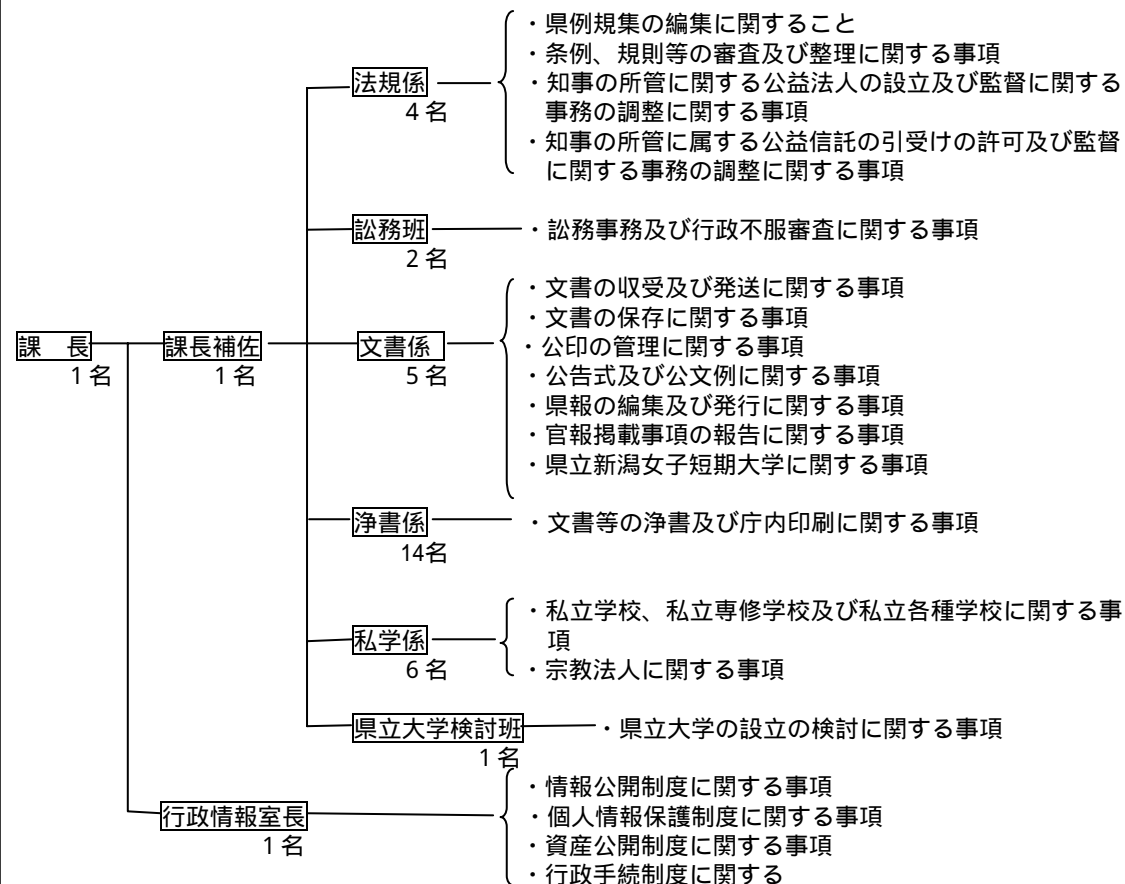 ・県例規集の編集に関すること
・条例、規則等の審査及び整理に関する事項
法規係
・知事の所管に関する公益法人の設立及び監督に関する
4名
事務の調整に関する事項
・知事の所管に属する公益信託の引受けの許可及び監督
に関する事務の調整に関する事項
訟務班
・訟務事務及び行政不服審査に関する事項
2名
・文書の収受及び発送に関する事項
・文書の保存に関する事項
課　長
課長補佐
文書係
・公印の管理に関する事項
1名
1名
5名
・公告式及び公文例に関する事項
・県報の編集及び発行に関する事項
・官報掲載事項の報告に関する事項
・県立新潟女子短期大学に関する事項
浄書係
・文書等の浄書及び庁内印刷に関する事項
14名
・私立学校、私立専修学校及び私立各種学校に関する事
私学係
項
6名
・宗教法人に関する事項
県立大学検討班
・県立大学の設立の検討に関する事項
1名
・情報公開制度に関する事項
行政情報室長
・個人情報保護制度に関する事項
1名
・資産公開制度に関する事項
・行政手続制度に関する